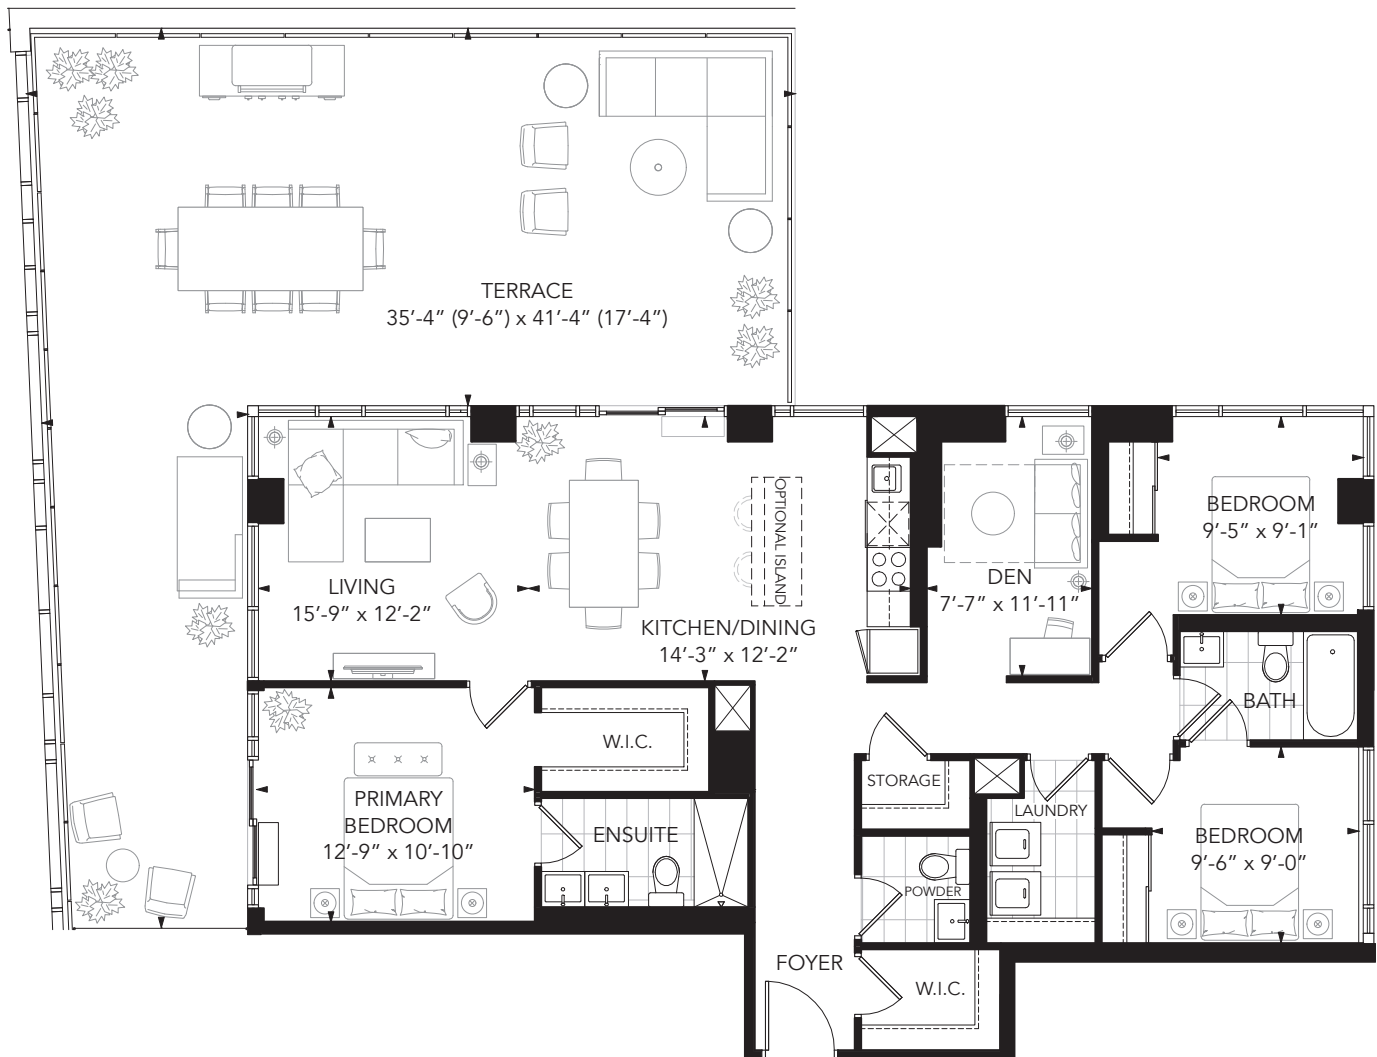 TERRACE
35'-4" (9'-6") x 41'-4" (17'-4")
OPTIONAL ISLAND
BEDROOM
9'-5" x 9'-1"
LIVING
15'-9" x 12'-2"
DEN
7'-7" x 11'-11"
KITCHEN/DINING
14'-3" x 12'-2"
BATH
W.I.C.
STORAGE
PRIMARY
BEDROOM
12'-9" x 10'-10"
ENSUITE
LAUNDRY
BEDROOM
9'-6" x 9'-0"
POWDER
FOYER
W.I.C.